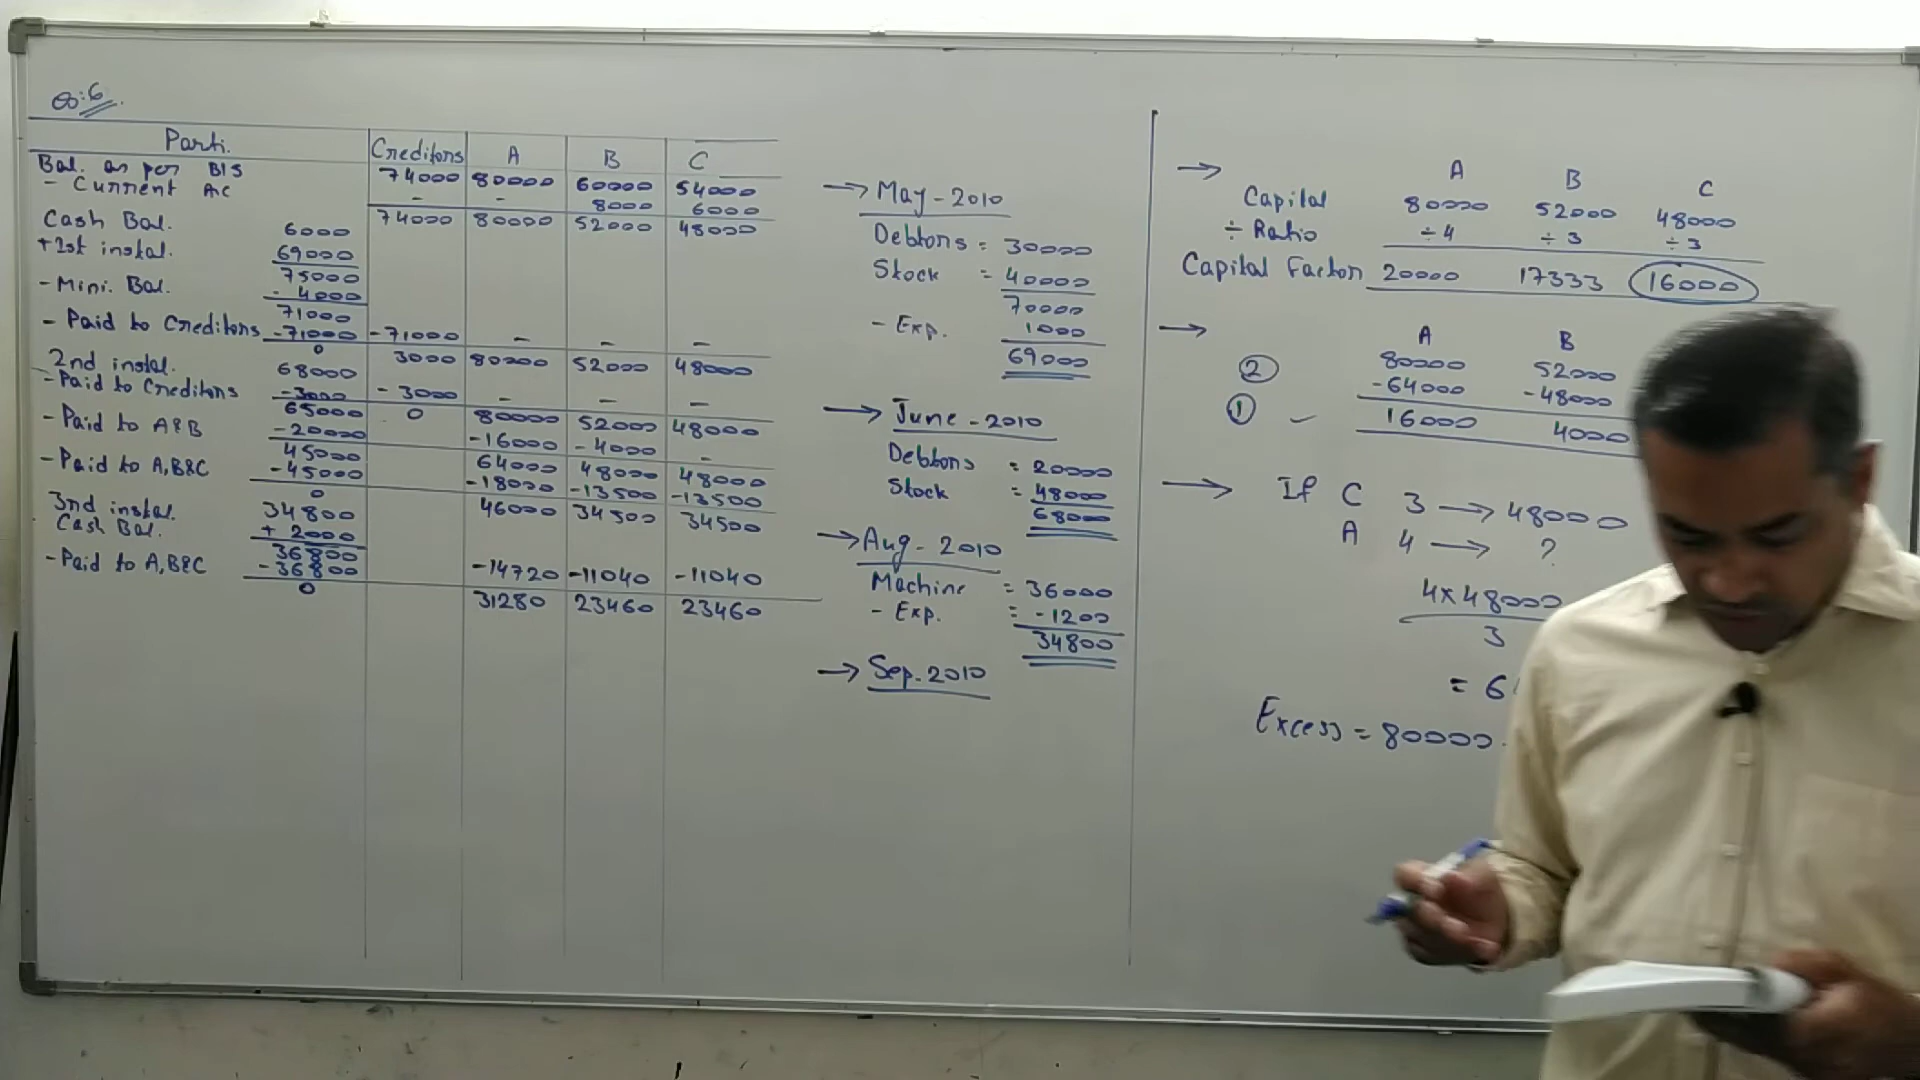 Parti. Creditors A B C
Bal. as per B/S 74000 80000 60000 54000
- Current A/c - - 8000 6000
74000 80000 52000 48000
Cash Bal. 6000
+1st instal. 69000
75000
- Mini. Bal. - 4000
71000
- Paid to Creditors -71000 -71000 - - -
0 3000 80000 52000 48000
2nd instal. 68000
- Paid to Creditors -3000 -3000 - - -
65000 0 80000 52000 48000
- Paid to A&B -20000 -16000 -4000 -
45000 64000 48000 48000
- Paid to A,B&C -45000 -18000 -13500 -13500
0 46000 34500 34500
3rd instal. 34800
Cash Bal. + 2000
36800
- Paid to A,B&C -36800 -14720 -11040 -11040
0 31280 23460 23460
→ May - 2010
Debtors = 30000
Stock = 40000
70000
- Exp. 1000
69000
→ June - 2010
Debtors = 20000
Stock = 48000
68000
→ Aug - 2010
Machine = 36000
- Exp. = -1200
34800
→ Sep. 2010
→ A B C
Capital 80000 52000 48000
÷ Ratio ÷4 ÷3 ÷3
Capital Factor 20000 17333 16000
→ A B
② 80000 52000
-64000 -48000
① 16000 4000
→ If C 3 → 48000
A 4 → ?
4×48000
3
= 6
Excess = 80000